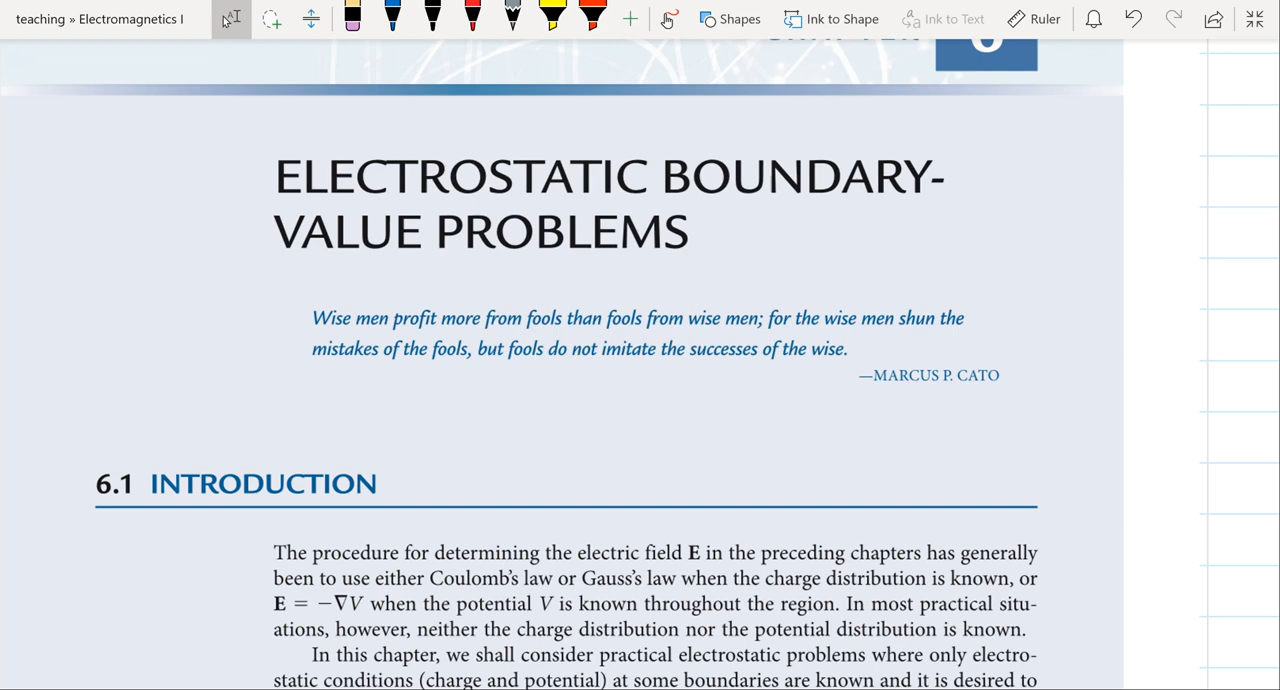 teaching » Electromagnetics I
Shapes
Ink to Shape
Ink to Text
Ruler
ELECTROSTATIC BOUNDARY-
VALUE PROBLEMS
Wise men profit more from fools than fools from wise men; for the wise men shun the
mistakes of the fools, but fools do not imitate the successes of the wise.
—MARCUS P. CATO
6.1 INTRODUCTION
The procedure for determining the electric field E in the preceding chapters has generally
been to use either Coulomb's law or Gauss's law when the charge distribution is known, or
E = −∇V when the potential V is known throughout the region. In most practical situ-
ations, however, neither the charge distribution nor the potential distribution is known.
In this chapter, we shall consider practical electrostatic problems where only electro-
static conditions (charge and potential) at some boundaries are known and it is desired to